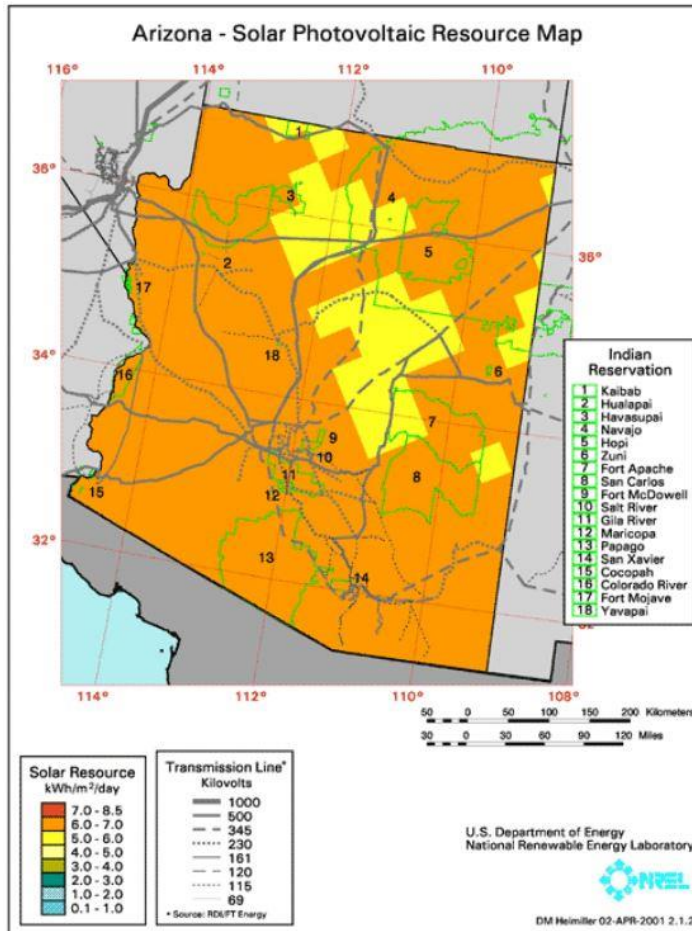 Arizona - Solar Photovoltaic Resource Map
116°
114°
112°
110°
36°
1
3
4
5
2
17
36°
34°
18
16
6
7
9
10
8
11
12
15
32°
13
14
32
114°
112°
110°
108°
Indian
Reservation
1 Kaibab
2 Hualapai
3 Havasupai
4 Navajo
5 Hopi
6 Zuni
7 Fort Apache
8 San Carlos
9 Fort McDowell
10 Salt River
11 Gila River
12 Maricopa
13 Papago
14 San Xavier
15 Cocopah
16 Colorado River
17 Fort Mojave
18 Yavapai
50 0 50 100 150 200 Kilometers
30 0 30 60 90 120 Miles
Solar Resource
kWh/m²/day
7.0 - 8.5
6.0 - 7.0
5.0 - 6.0
4.0 - 5.0
3.0 - 4.0
2.0 - 3.0
1.0 - 2.0
0.1 - 1.0
Transmission Line*
Kilovolts
1000
500
345
230
161
120
115
69
* Source: RDI/FT Energy
U.S. Department of Energy
National Renewable Energy Laboratory
NREL
DM Heimiller 02-APR-2001 2.1.2